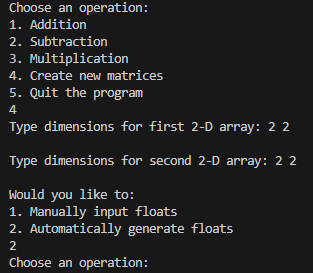 Choose an operation:
1. Addition
2. Subtraction
3. Multiplication
4. Create new matrices
5. Quit the program
4
Type dimensions for first 2-D array: 2 2
Type dimensions for second 2-D array: 2 2
Would you like to:
1. Manually input floats
2. Automatically generate floats
2
Choose an operation: